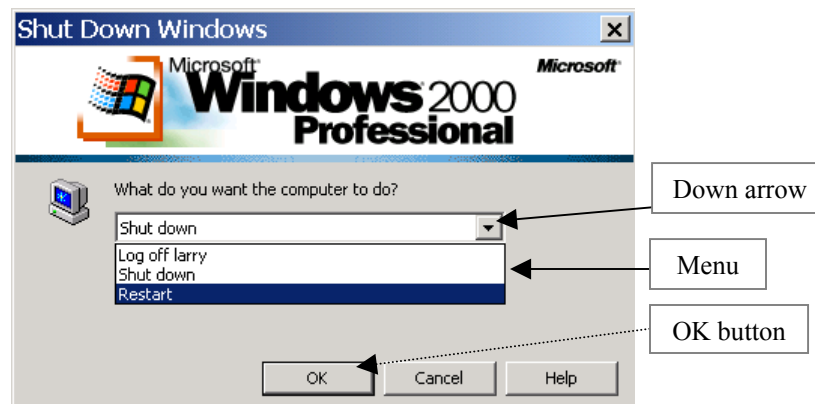 Shut Down Windows
Microsoft
Microsoft
Windows 2000
Professional
What do you want the computer to do?
Down arrow
Shut down
Log off larry
Shut down
Restart
Menu
OK button
OK
Cancel
Help